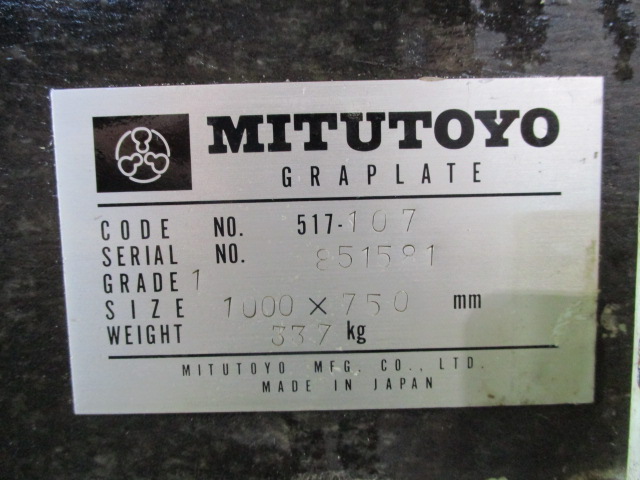 MITUTOYO
GRAPLATE
CODE NO. 517-107
SERIAL NO. 851581
GRADE 1
SIZE 1000 × 750 mm
WEIGHT 337 kg
MITUTOYO MFG. CO., LTD.
MADE IN JAPAN